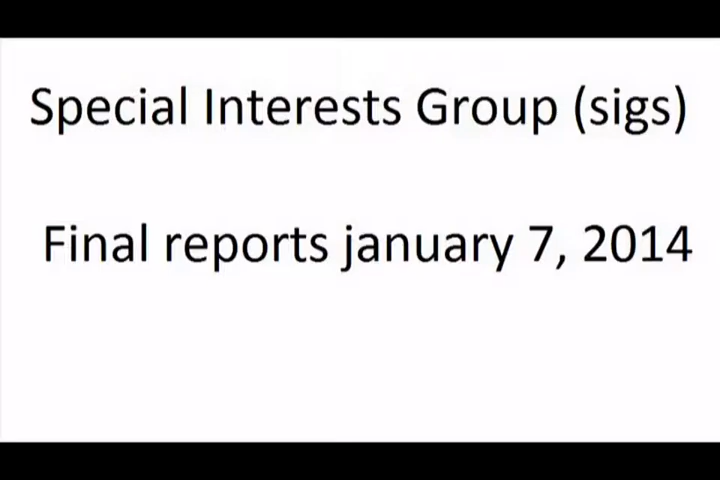 Special Interests Group (sigs)
Final reports january 7, 2014